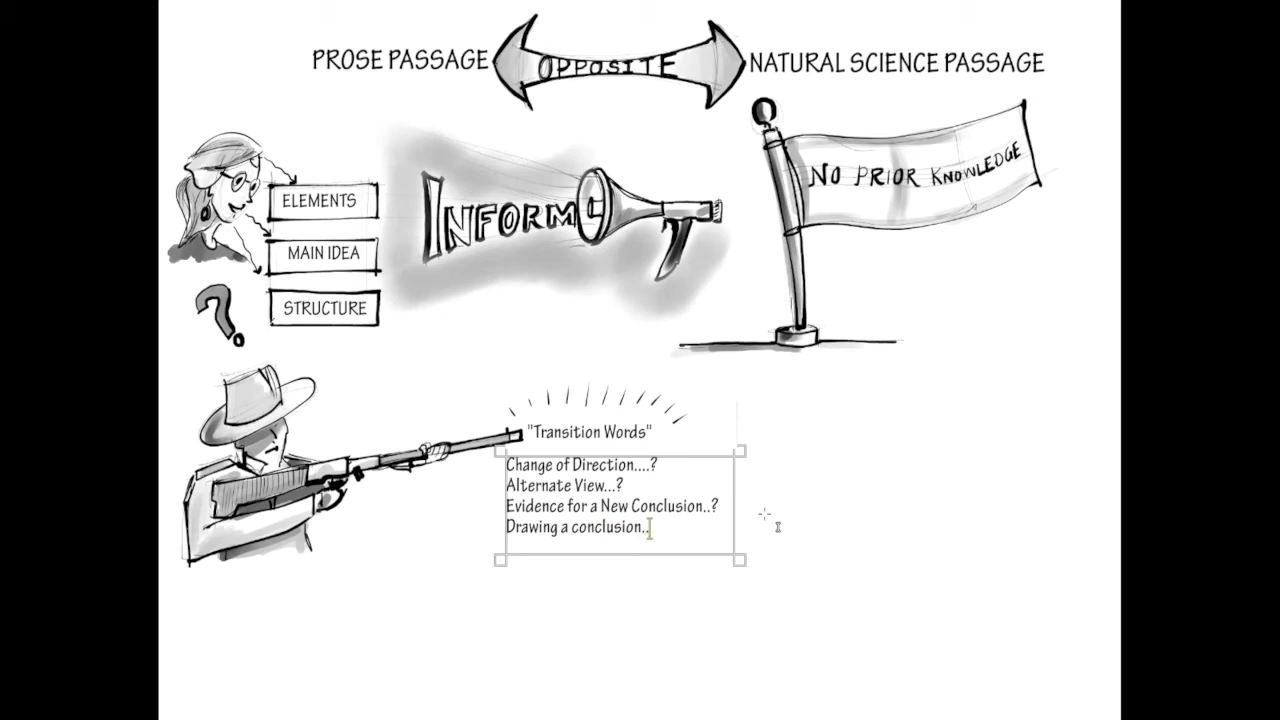 PROSE PASSAGE
OPPOSITE
NATURAL SCIENCE PASSAGE
NO PRIOR KNOWLEDGE
ELEMENTS
INFORM
MAIN IDEA
STRUCTURE
?
"Transition Words"
Change of Direction....?
Alternate View...?
Evidence for a New Conclusion..?
Drawing a conclusion..